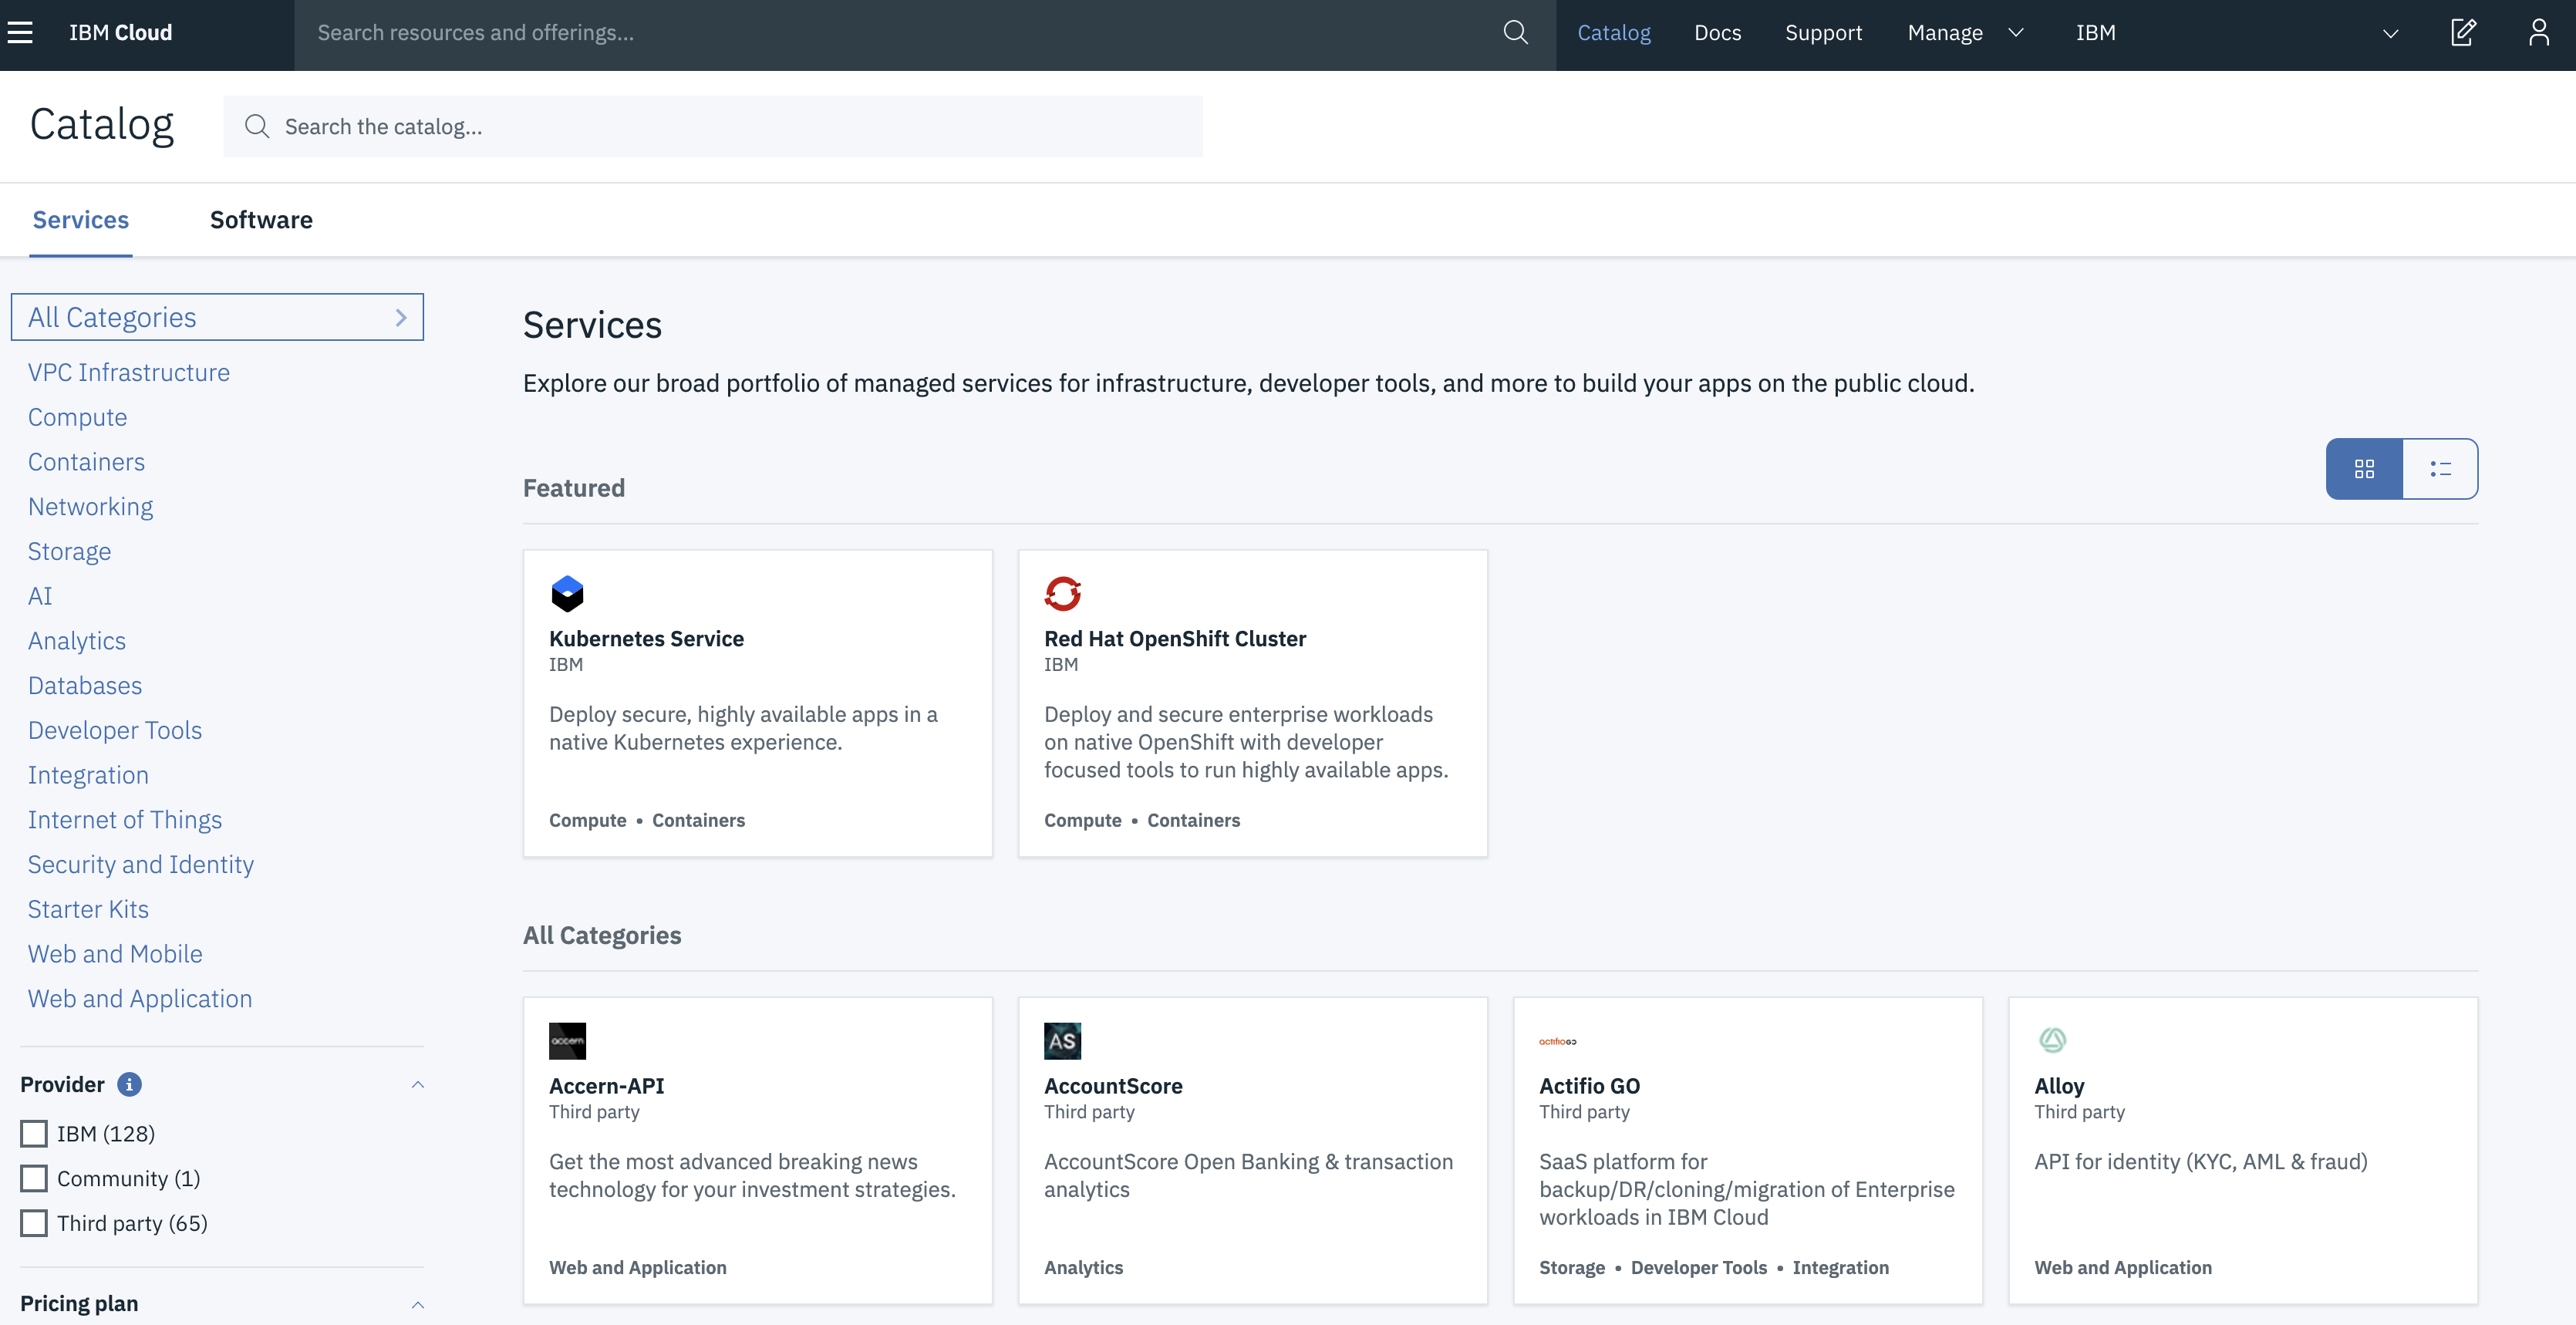 IBM Cloud
Search resources and offerings...
Catalog
Docs
Support
Manage
IBM
Catalog
Search the catalog...
Services
Software
All Categories
VPC Infrastructure
Compute
Containers
Networking
Storage
AI
Analytics
Databases
Developer Tools
Integration
Internet of Things
Security and Identity
Starter Kits
Web and Mobile
Web and Application
Provider
IBM (128)
Community (1)
Third party (65)
Pricing plan
Services
Explore our broad portfolio of managed services for infrastructure, developer tools, and more to build your apps on the public cloud.
Featured
Kubernetes Service
IBM
Deploy secure, highly available apps in a
native Kubernetes experience.
Compute • Containers
Red Hat OpenShift Cluster
IBM
Deploy and secure enterprise workloads
on native OpenShift with developer
focused tools to run highly available apps.
Compute • Containers
All Categories
accern
Accern-API
Third party
Get the most advanced breaking news
technology for your investment strategies.
Web and Application
AS
AccountScore
Third party
AccountScore Open Banking & transaction
analytics
Analytics
actifio GO
Actifio GO
Third party
SaaS platform for
backup/DR/cloning/migration of Enterprise
workloads in IBM Cloud
Storage • Developer Tools • Integration
Alloy
Third party
API for identity (KYC, AML & fraud)
Web and Application